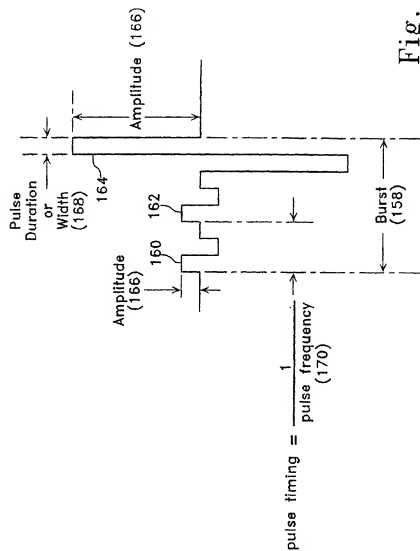 Pulse
Duration
or
Width
(168)
Amplitude (166)
164
Amplitude
(166)
160
162
pulse timing =
1
pulse frequency
(170)
Burst
(158)
Fig.